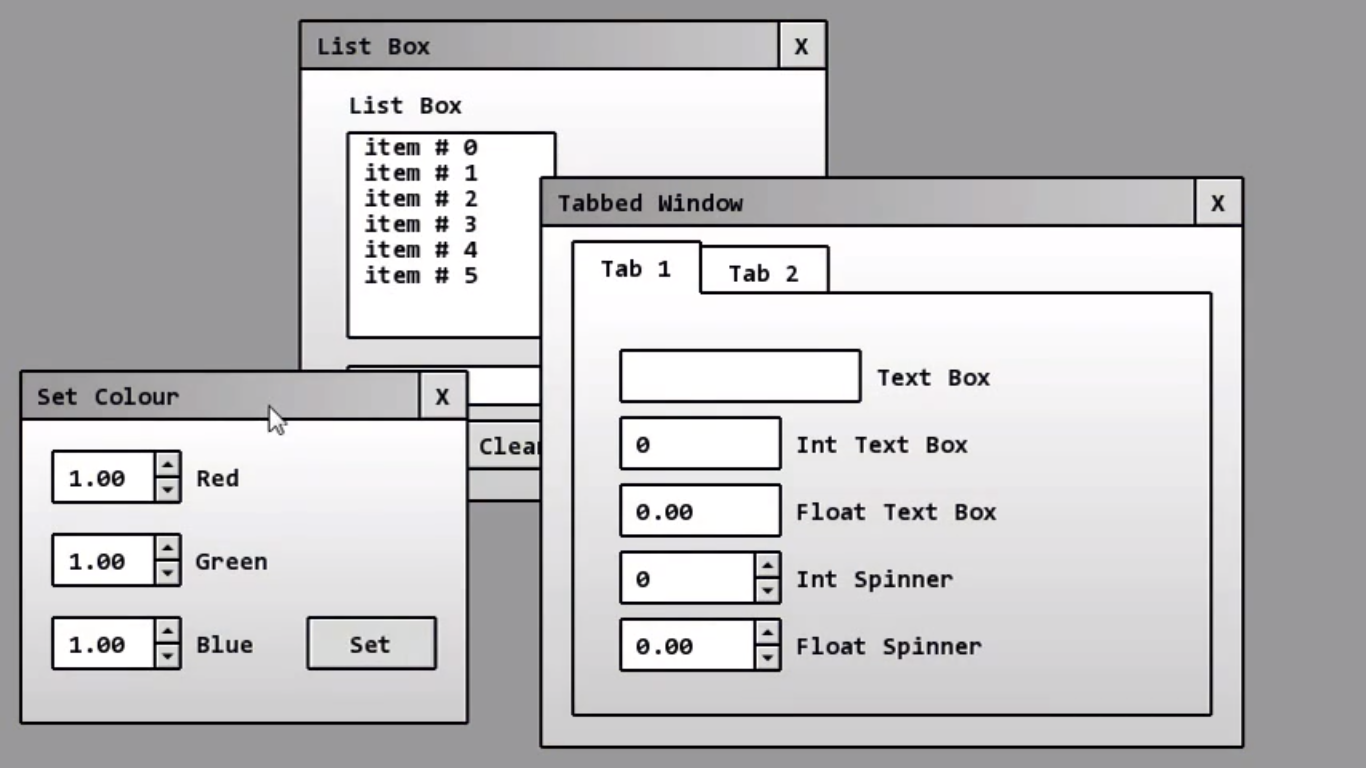 List Box X
List Box
item # 0
item # 1
item # 2
item # 3
item # 4
item # 5
Tabbed Window X
Tab 1 Tab 2
Text Box
0 Int Text Box
0.00 Float Text Box
0 Int Spinner
0.00 Float Spinner
Set Colour X
1.00 Red
1.00 Green
1.00 Blue Set